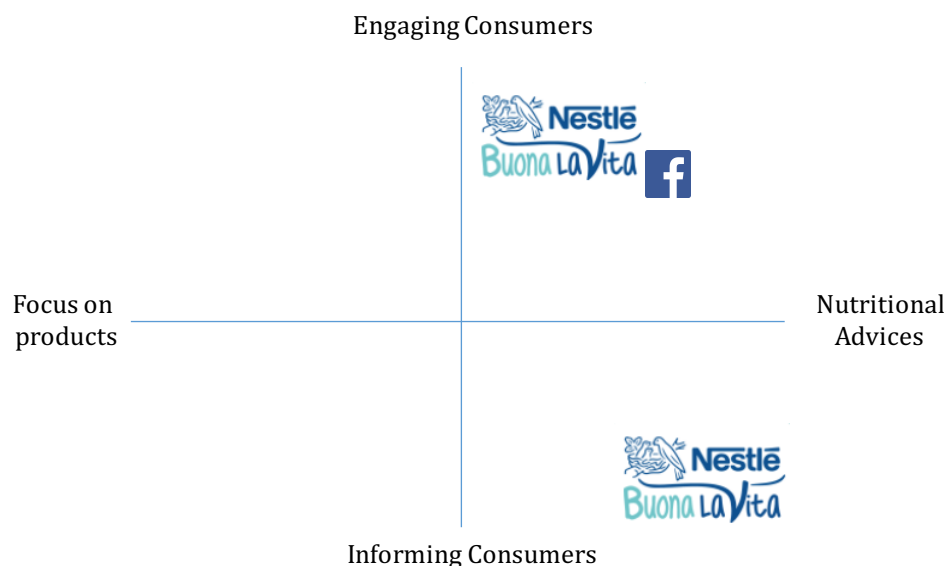 Engaging Consumers
Nestlé
Buona la Vita
f
Focus on
products
Nutritional
Advices
Nestlé
Buona la Vita
Informing Consumers